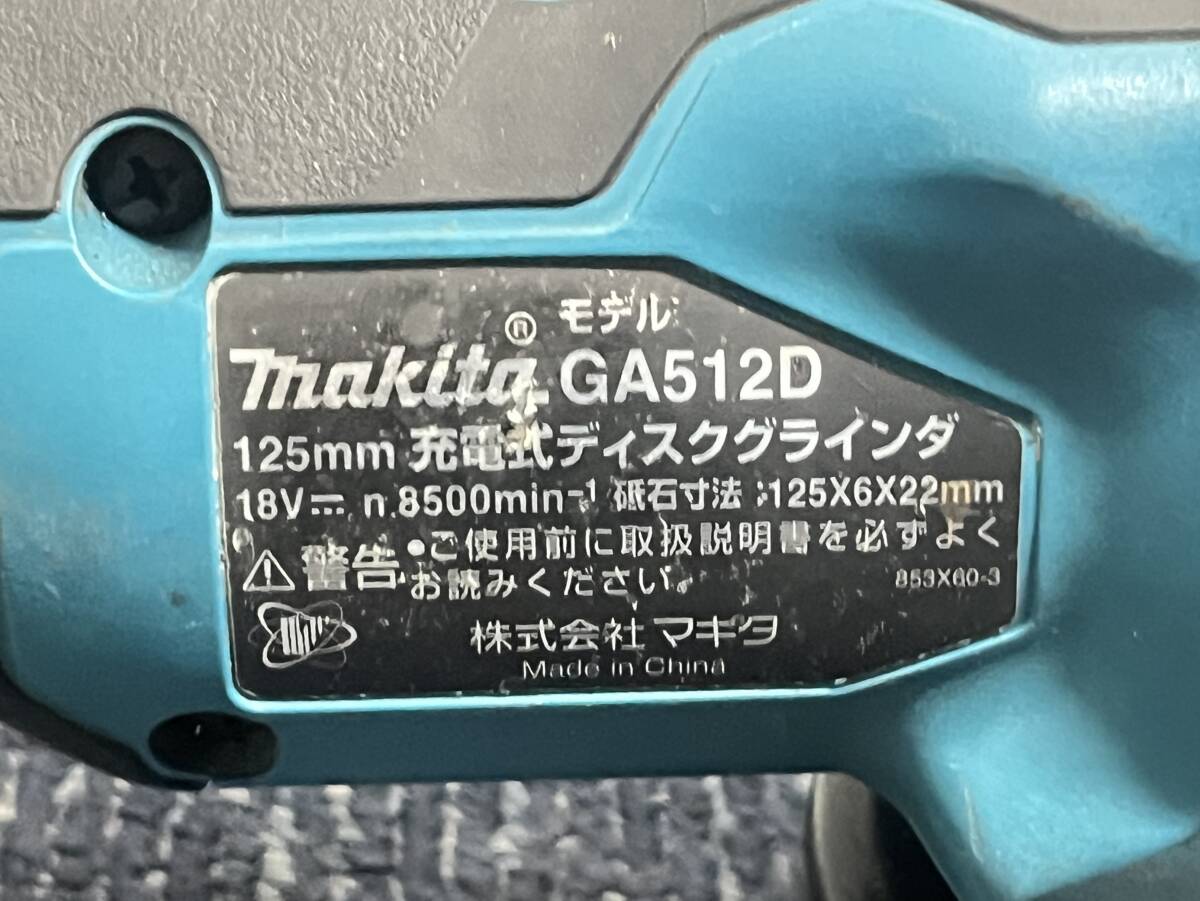 モデル
makita® GA512D
125mm 充電式ディスクグラインダ
18V⎓ n 8500min⁻¹ 砥石寸法:125X6X22mm
⚠警告 •ご使用前に取扱説明書を必ずよく
お読みください。
853X60-3
株式会社マキタ
Made in China